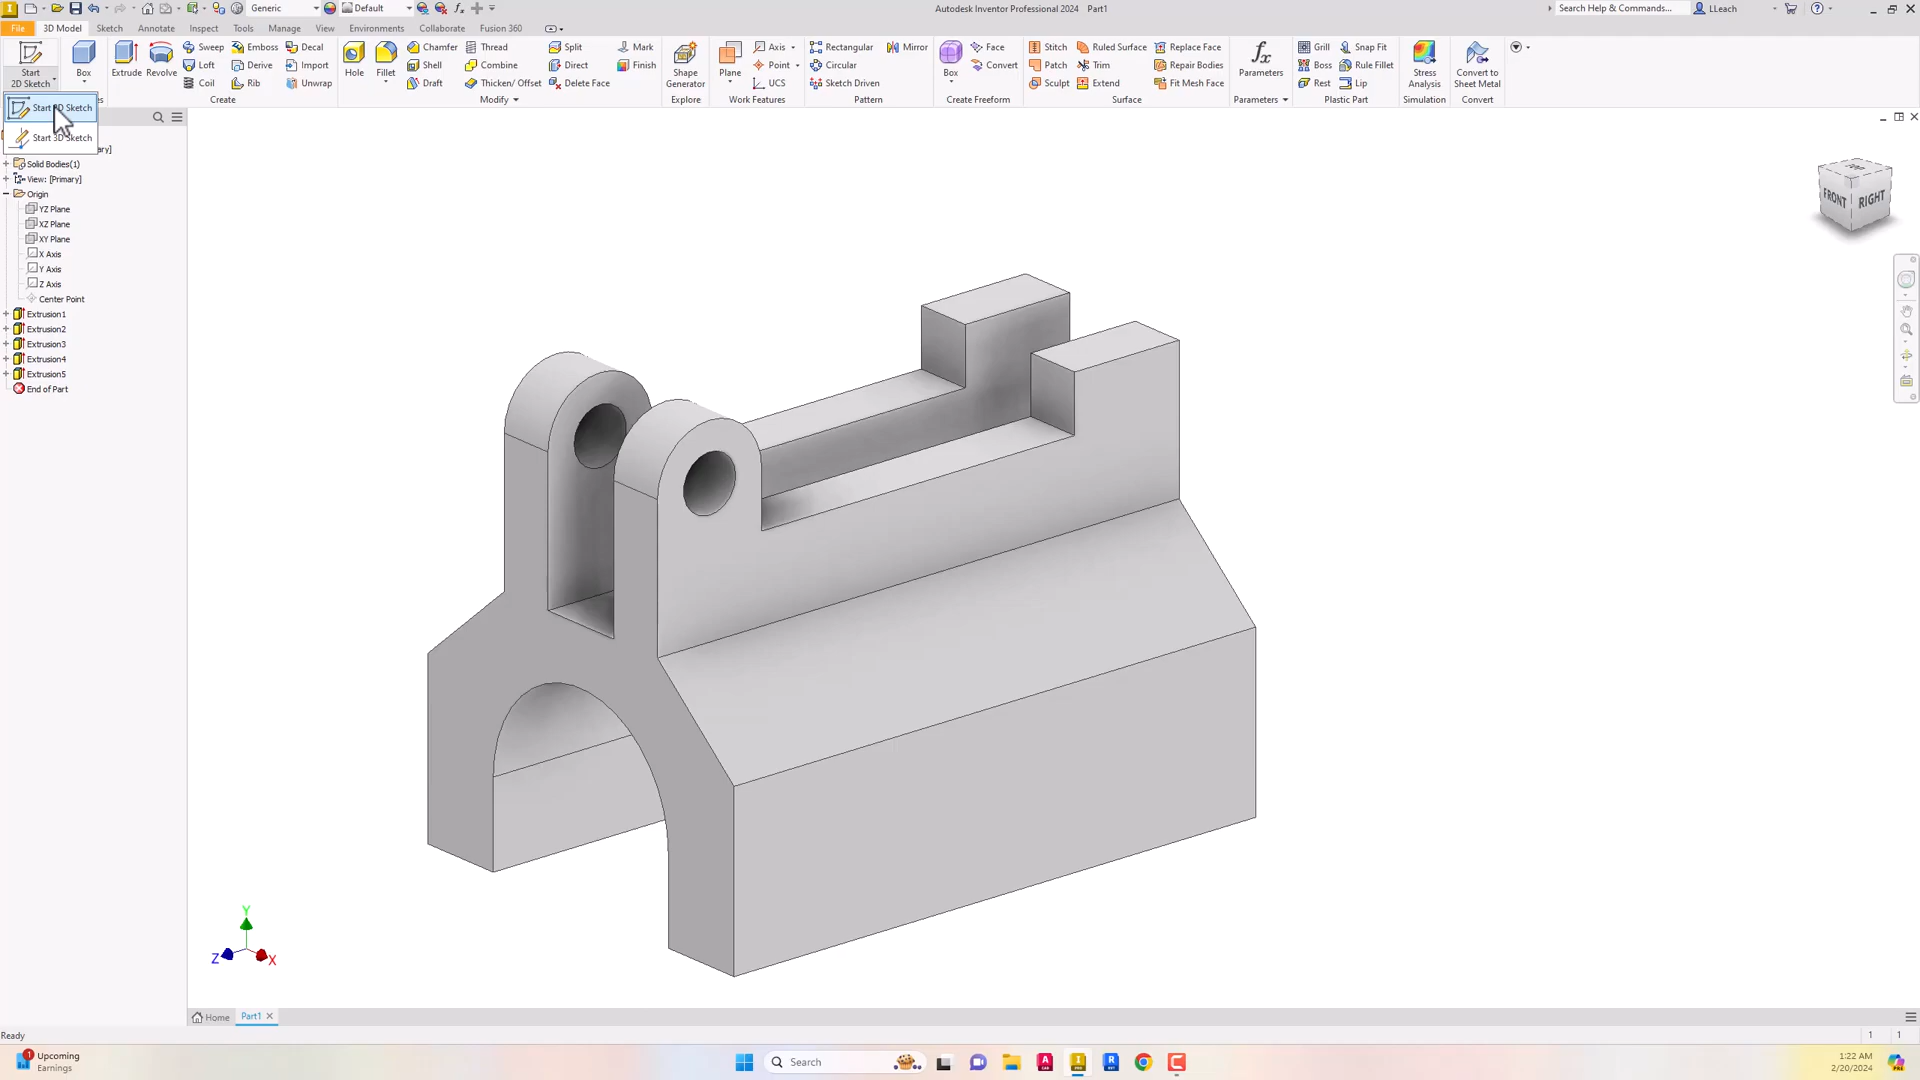 Generic
Default
Autodesk Inventor Professional 2024 Part1
Search Help & Commands...
LLeach
File 3D Model Sketch Annotate Inspect Tools Manage View Environments Collaborate Fusion 360
Start
2D Sketch
Box
Extrude
Revolve
Sweep
Loft
Coil
Emboss
Derive
Rib
Decal
Import
Unwrap
Create
Hole
Fillet
Chamfer
Shell
Draft
Thread
Combine
Thicken/ Offset
Split
Direct
Delete Face
Mark
Finish
Modify
Shape
Generator
Explore
Plane
Axis
Point
UCS
Work Features
Rectangular
Circular
Sketch Driven
Mirror
Pattern
Box
Face
Convert
Create Freeform
Stitch
Patch
Sculpt
Ruled Surface
Trim
Extend
Replace Face
Repair Bodies
Fit Mesh Face
Surface
Parameters
Parameters
Grill
Boss
Rest
Snap Fit
Rule Fillet
Lip
Plastic Part
Stress
Analysis
Simulation
Convert to
Sheet Metal
Convert
Start 2D Sketch
Start 3D Sketch
Solid Bodies(1)
View: [Primary]
Origin
YZ Plane
XZ Plane
XY Plane
X Axis
Y Axis
Z Axis
Center Point
Extrusion1
Extrusion2
Extrusion3
Extrusion4
Extrusion5
End of Part
TOP
FRONT
RIGHT
Y
Z
X
Home
Part1
Ready
1 1
1
Upcoming
Earnings
Search
1:22 AM
2/20/2024